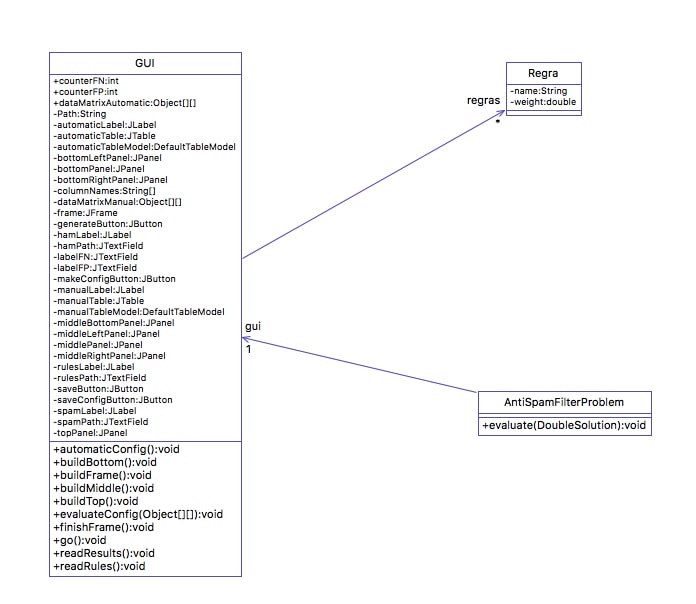 GUI
+counterFN:int
+counterFP:int
+dataMatrixAutomatic:Object[][]
-Path:String
-automaticLabel:JLabel
-automaticTable:JTable
-automaticTableModel:DefaultTableModel
-bottomLeftPanel:JPanel
-bottomPanel:JPanel
-bottomRightPanel:JPanel
-columnNames:String[]
-dataMatrixManual:Object[][]
-frame:JFrame
-generateButton:JButton
-hamLabel:JLabel
-hamPath:JTextField
-labelFN:JTextField
-labelFP:JTextField
-makeConfigButton:JButton
-manualLabel:JLabel
-manualTable:JTable
-manualTableModel:DefaultTableModel
-middleBottomPanel:JPanel
-middleLeftPanel:JPanel
-middlePanel:JPanel
-middleRightPanel:JPanel
-rulesLabel:JLabel
-rulesPath:JTextField
-saveButton:JButton
-saveConfigButton:JButton
-spamLabel:JLabel
-spamPath:JTextField
-topPanel:JPanel
+automaticConfig():void
+buildBottom():void
+buildFrame():void
+buildMiddle():void
+buildTop():void
+evaluateConfig(Object[][]):void
+finishFrame():void
+go():void
+readResults():void
+readRules():void
regras
*
Regra
-name:String
-weight:double
gui
1
AntiSpamFilterProblem
+evaluate(DoubleSolution):void